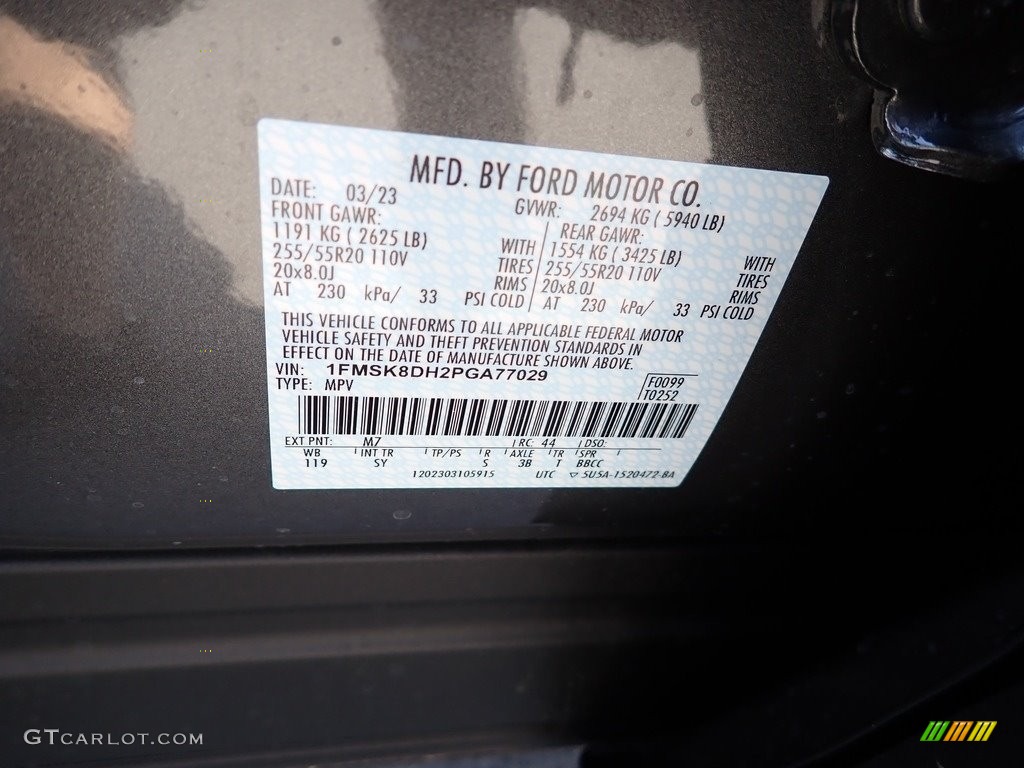 MFD. BY FORD MOTOR CO.
DATE: 03/23 GVWR: 2694 KG ( 5940 LB)
FRONT GAWR: REAR GAWR:
1191 KG ( 2625 LB) WITH 1554 KG ( 3425 LB) WITH
255/55R20 110V TIRES 255/55R20 110V TIRES
20x8.0J RIMS 20x8.0J RIMS
AT 230 kPa/ 33 PSI COLD AT 230 kPa/ 33 PSI COLD
THIS VEHICLE CONFORMS TO ALL APPLICABLE FEDERAL MOTOR
VEHICLE SAFETY AND THEFT PREVENTION STANDARDS IN
EFFECT ON THE DATE OF MANUFACTURE SHOWN ABOVE.
VIN: 1FMSK8DH2PGA77029 F0099
TYPE: MPV T0252
EXT PNT: M7 RC: 44 DSO:
WB INT TR TP/PS R AXLE TR SPR
119 SY S 3B T BBCC
1202303105915 UTC ▽ 5U5A-1520472-BA
GTCARLOT.COM